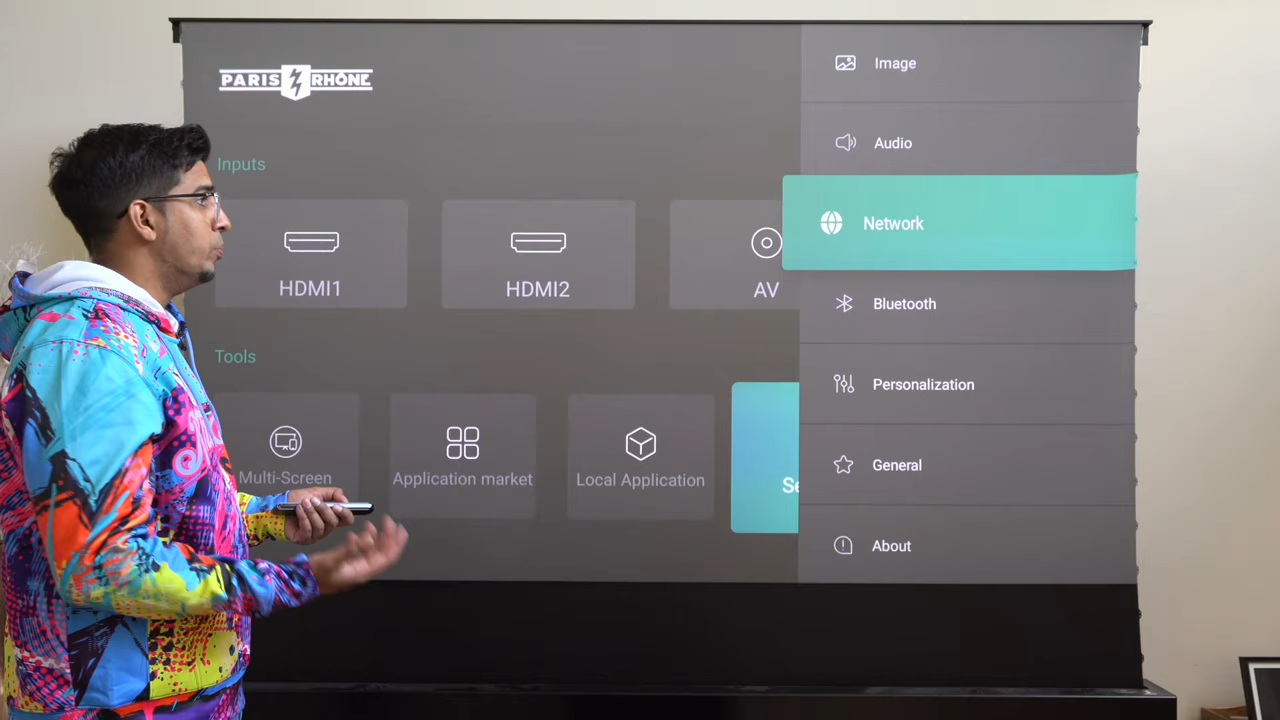 PARIS RHÔNE
Inputs
HDMI1
HDMI2
AV
Tools
Multi-Screen
Application market
Local Application
Se
Image
Audio
Network
Bluetooth
Personalization
General
About